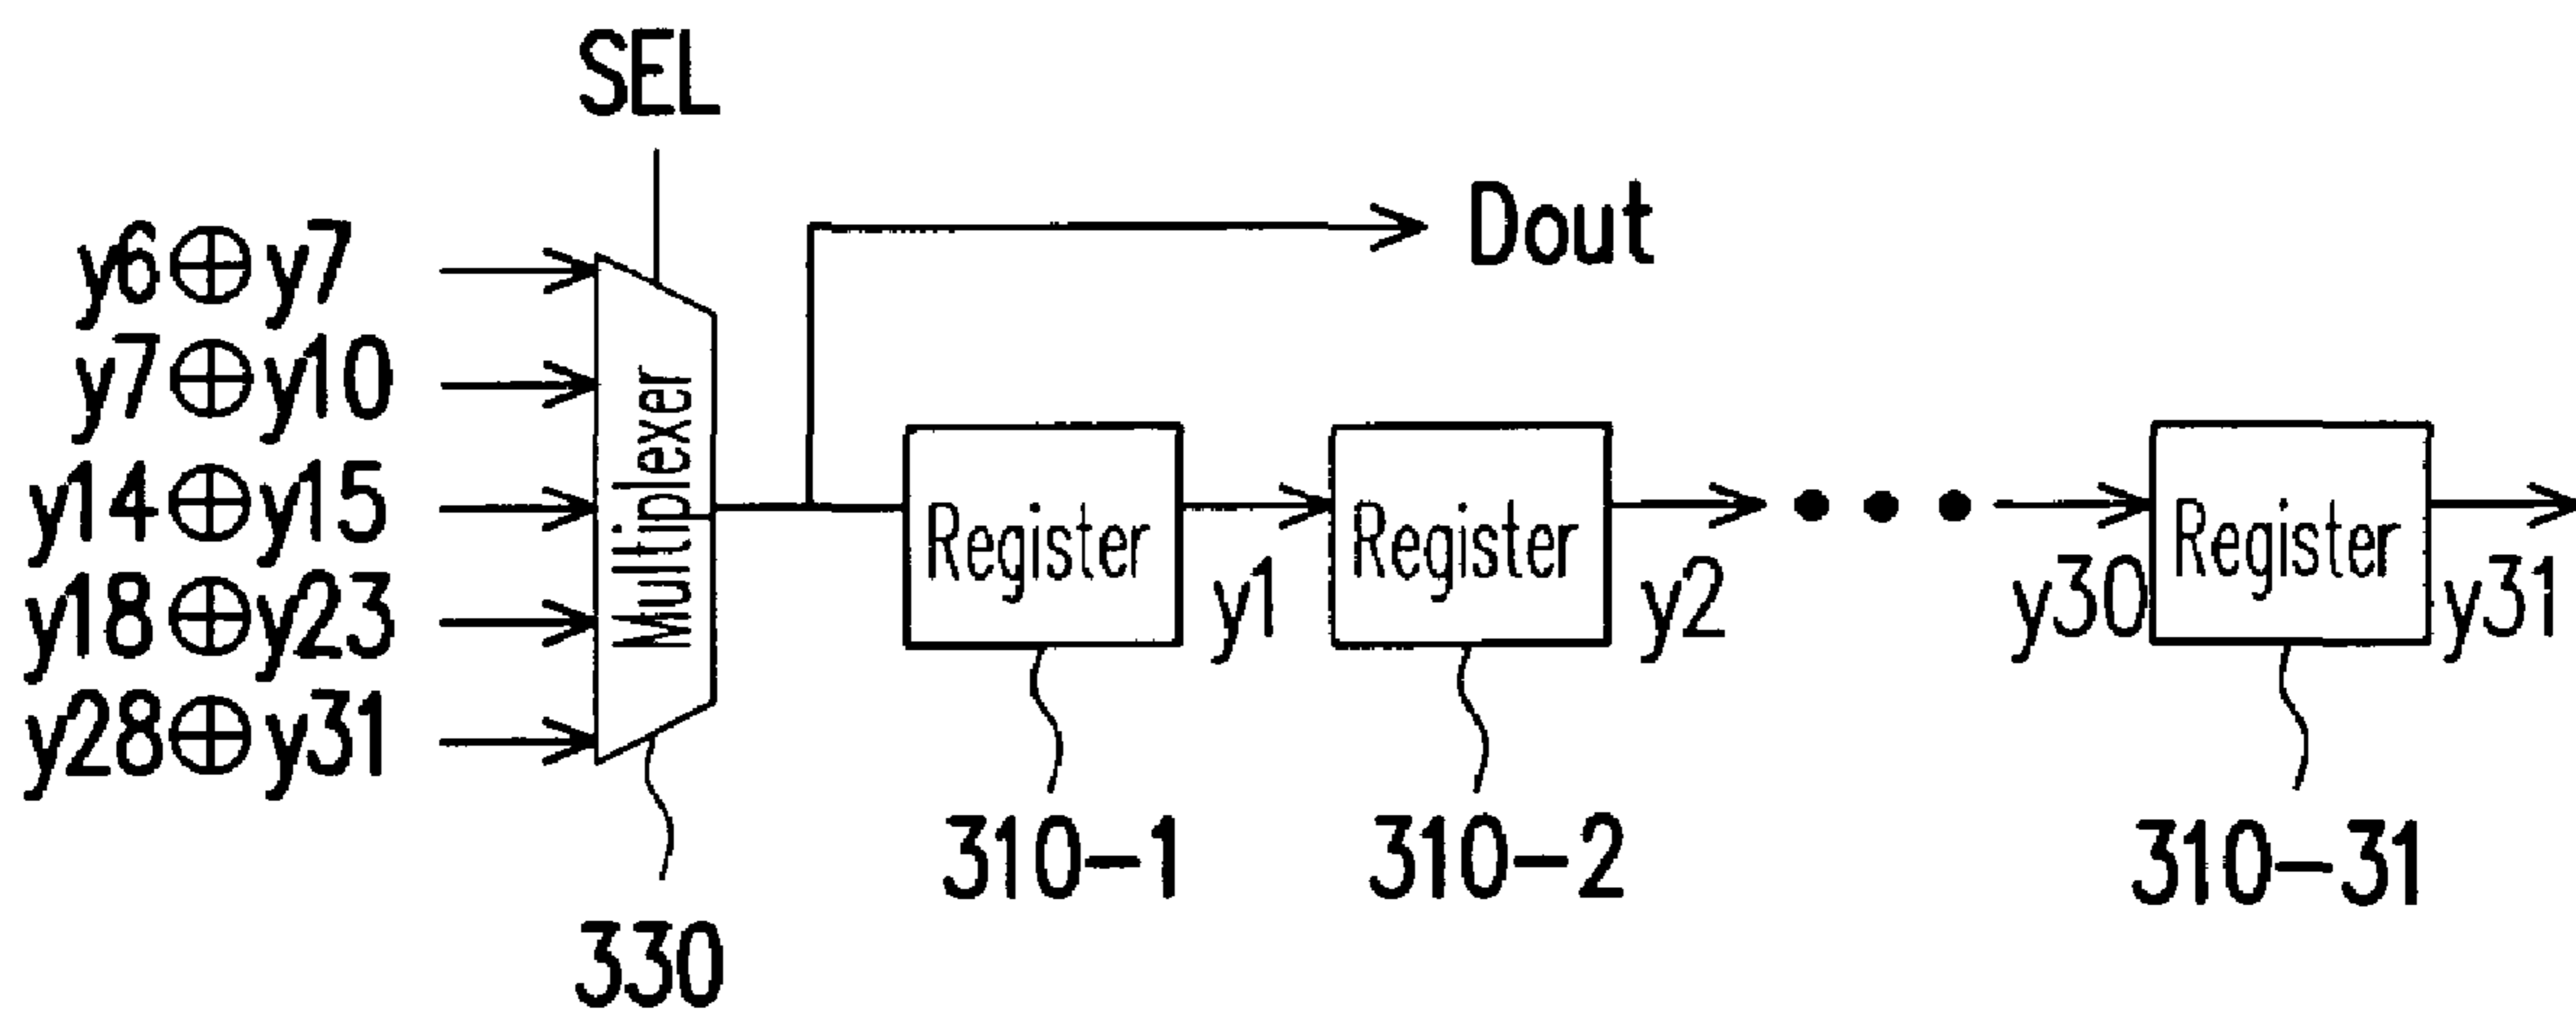 SEL
Dout
y6⊕y7
y7⊕y10
y14⊕y15
y18⊕y23
y28⊕y31
Multiplexer
Register
y1
Register
y2
y30
Register
y31
310-1
310-2
310-31
330